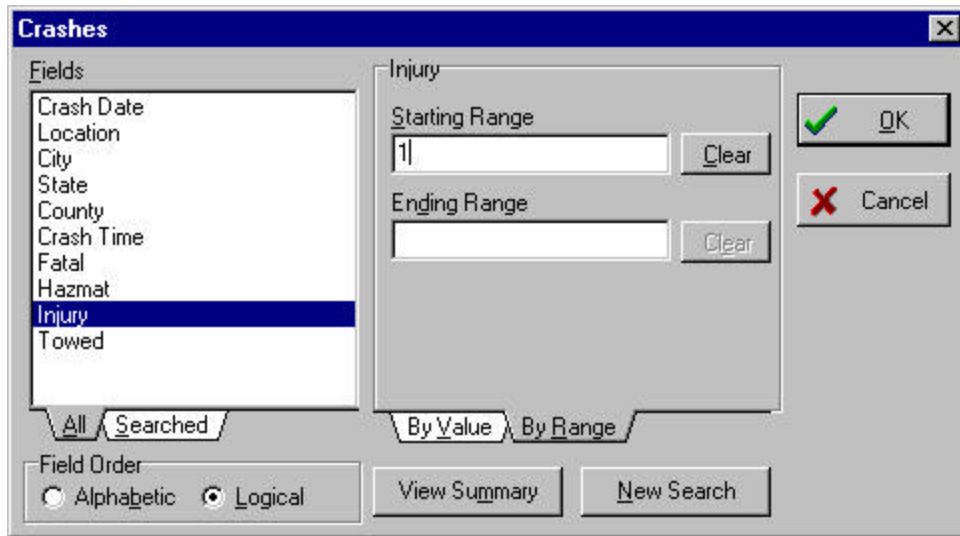 Crashes
Fields
Crash Date
Location
City
State
County
Crash Time
Fatal
Hazmat
Injury
Towed
All
Searched
Field Order
Alphabetic
Logical
Injury
Starting Range
1
Clear
Ending Range
Clear
By Value
By Range
View Summary
New Search
OK
Cancel